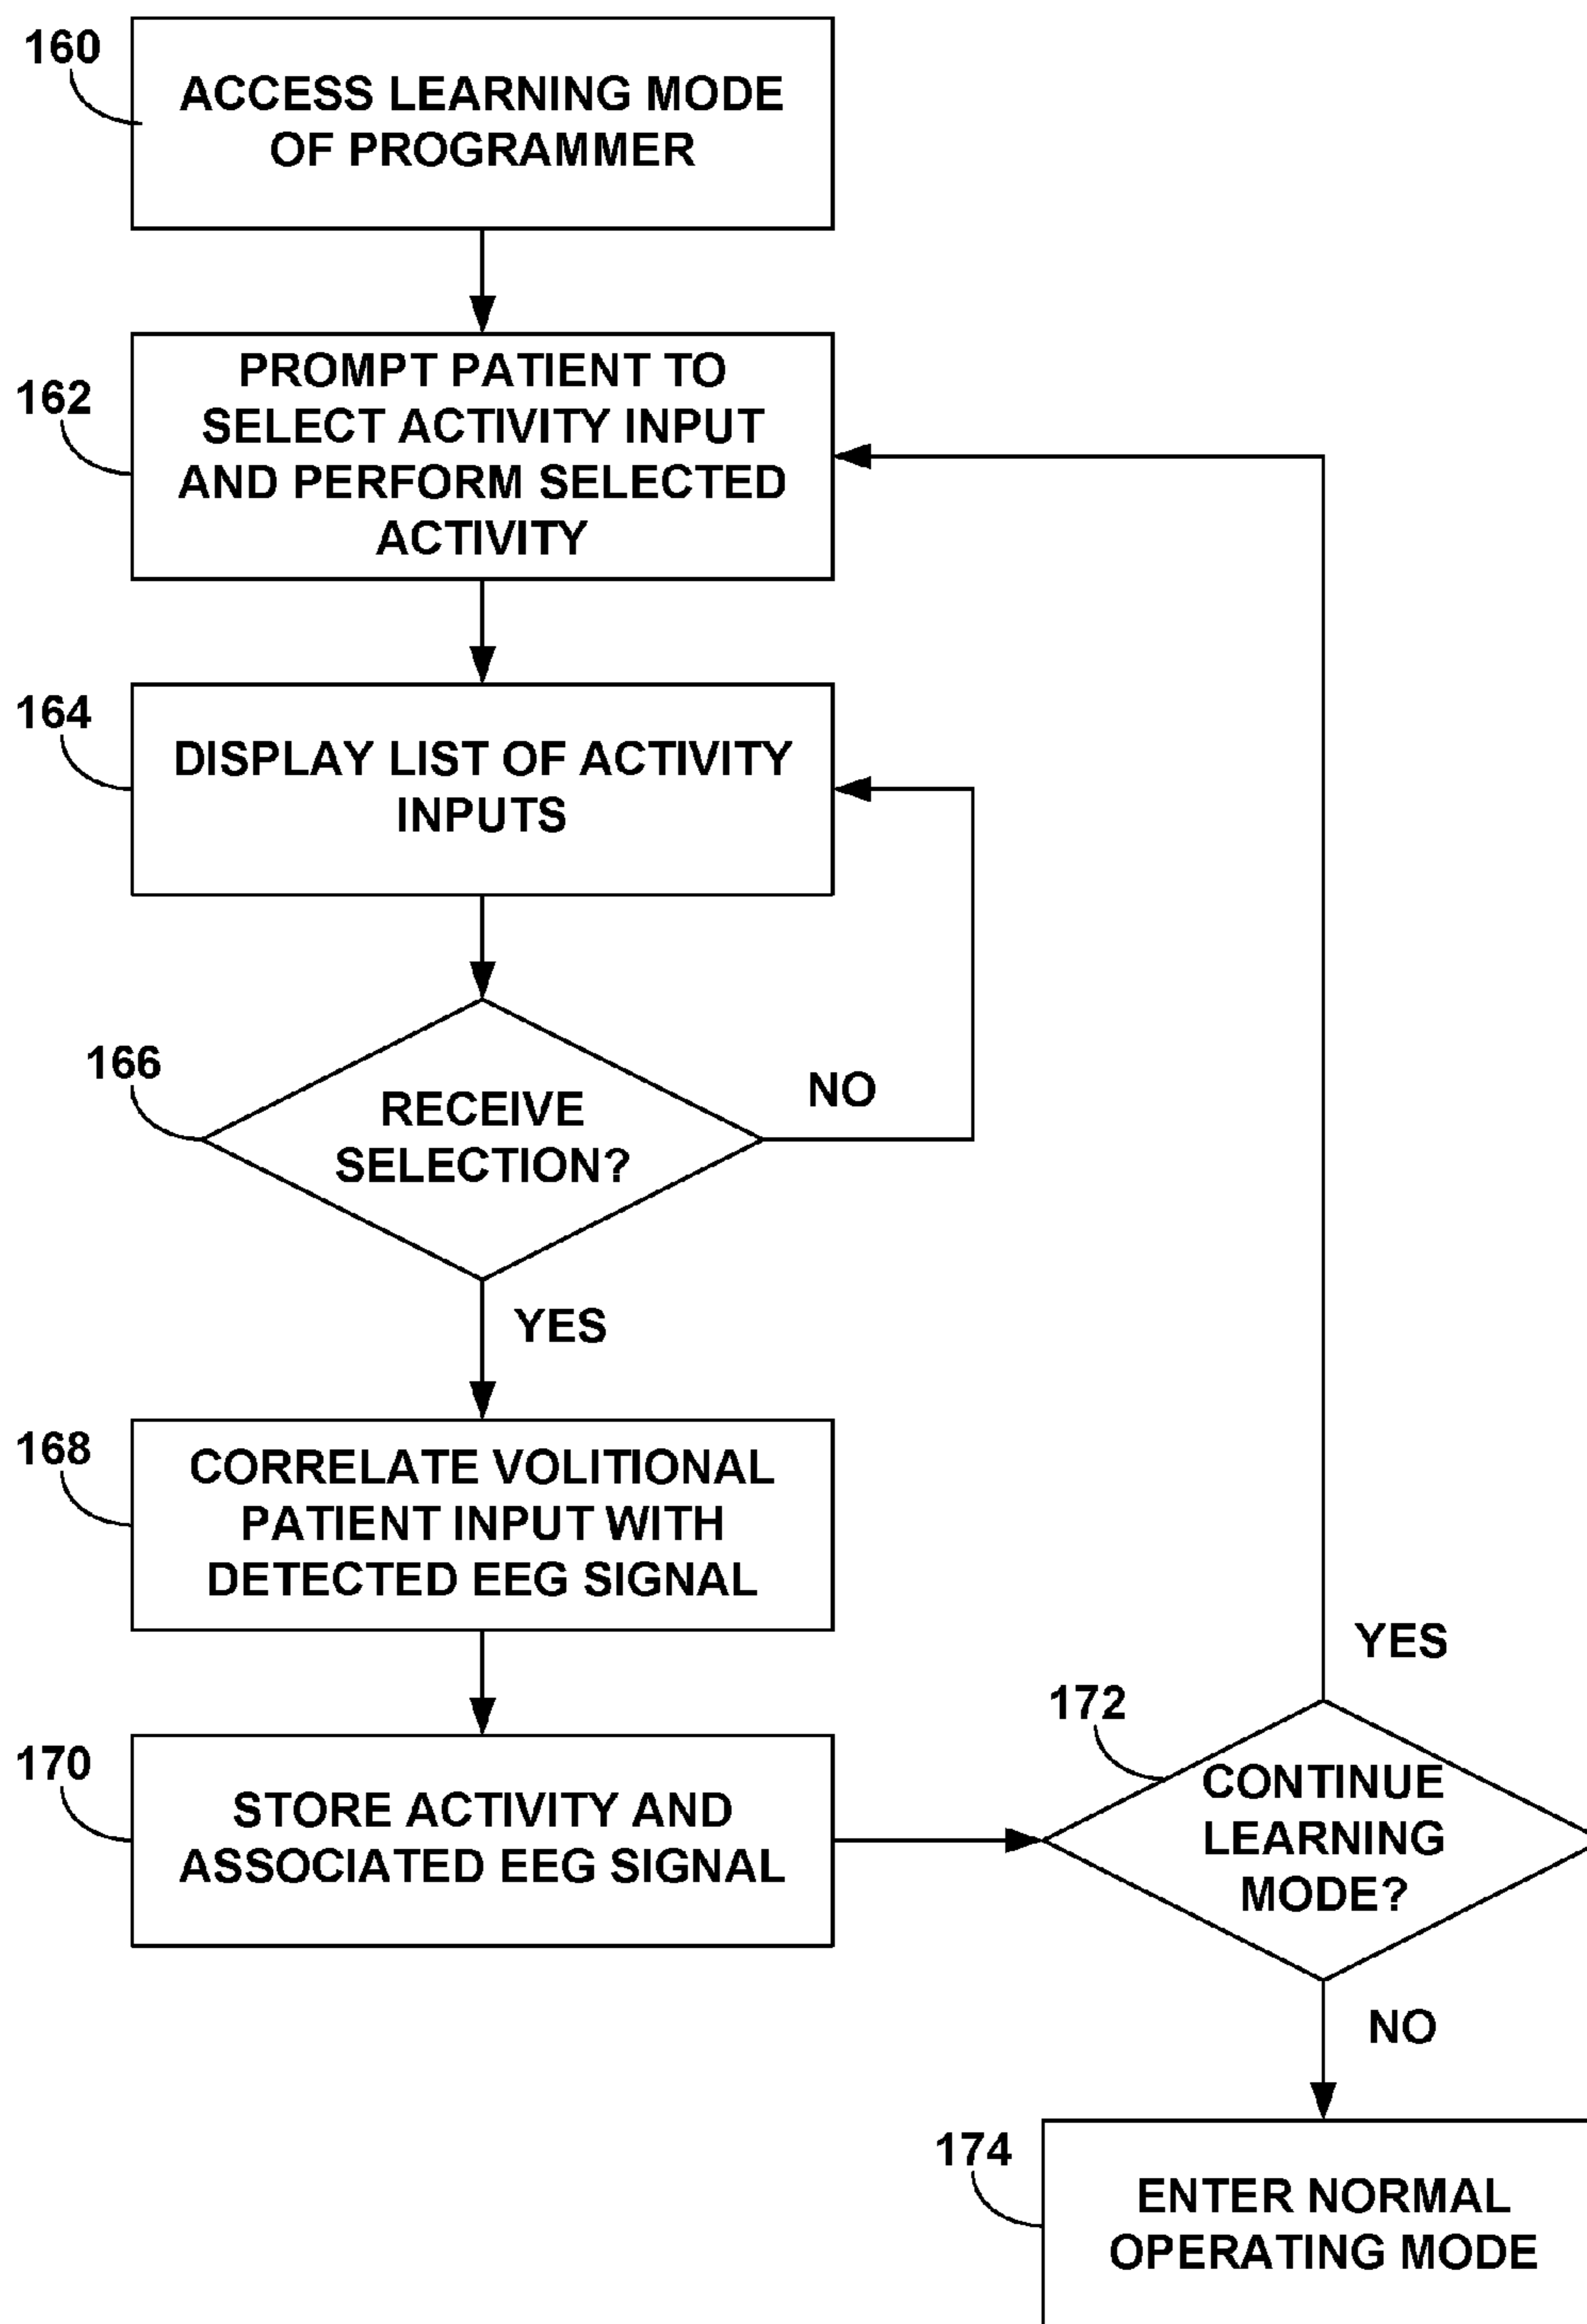 160
ACCESS LEARNING MODE
OF PROGRAMMER
162
PROMPT PATIENT TO
SELECT ACTIVITY INPUT
AND PERFORM SELECTED
ACTIVITY
164
DISPLAY LIST OF ACTIVITY
INPUTS
166
RECEIVE
SELECTION?
NO
YES
168
CORRELATE VOLITIONAL
PATIENT INPUT WITH
DETECTED EEG SIGNAL
170
STORE ACTIVITY AND
ASSOCIATED EEG SIGNAL
172
CONTINUE
LEARNING
MODE?
YES
NO
174
ENTER NORMAL
OPERATING MODE